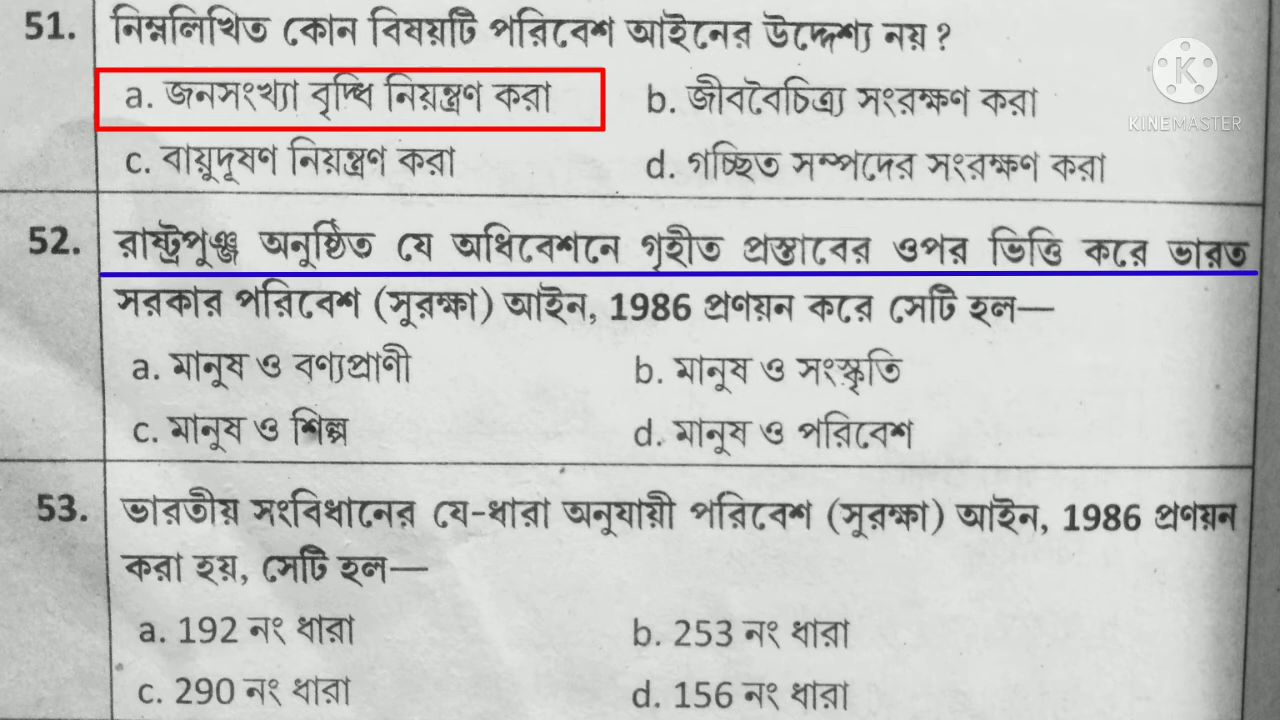 51. নিম্নলিখিত কোন বিষয়টি পরিবেশ আইনের উদ্দেশ্য নয় ?
a. জনসংখ্যা বৃদ্ধি নিয়ন্ত্রণ করা b. জীববৈচিত্র্য সংরক্ষণ করা
K
KINEMASTER
c. বায়ুদূষণ নিয়ন্ত্রণ করা d. গচ্ছিত সম্পদের সংরক্ষণ করা
52. রাষ্ট্রপুঞ্জ অনুষ্ঠিত যে অধিবেশনে গৃহীত প্রস্তাবের ওপর ভিত্তি করে ভারত
সরকার পরিবেশ (সুরক্ষা) আইন, 1986 প্রণয়ন করে সেটি হল—
a. মানুষ ও বণ্যপ্রাণী b. মানুষ ও সংস্কৃতি
c. মানুষ ও শিল্প d. মানুষ ও পরিবেশ
53. ভারতীয় সংবিধানের যে-ধারা অনুযায়ী পরিবেশ (সুরক্ষা) আইন, 1986 প্রণয়ন
করা হয়, সেটি হল—
a. 192 নং ধারা b. 253 নং ধারা
c. 290 নং ধারা d. 156 নং ধারা